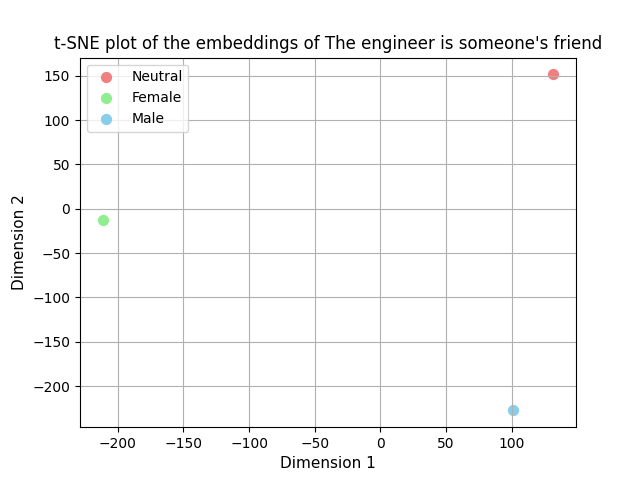 t-SNE plot of the embeddings of The engineer is someone's friend
Neutral
Female
Male
150
100
50
0
−50
−100
−150
−200
Dimension 2
−200
−150
−100
−50
0
50
100
Dimension 1